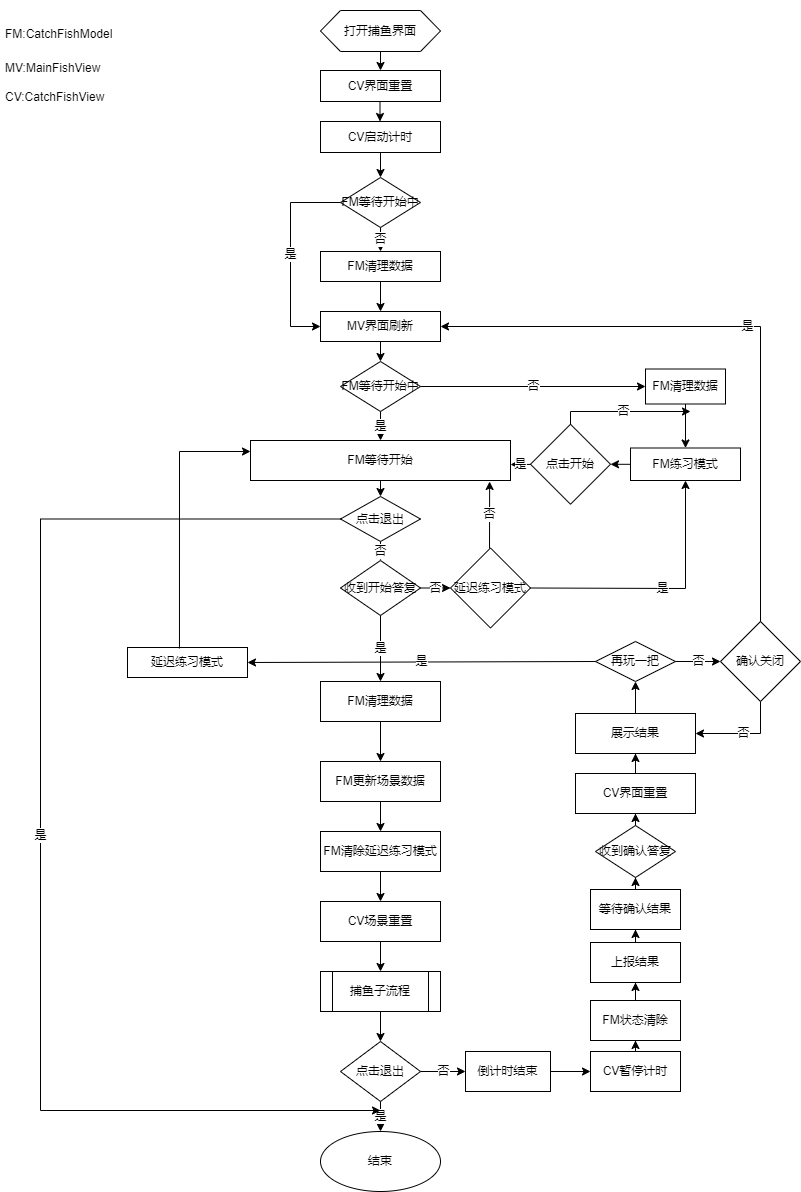 打开捕鱼界面
FM:CatchFishModel
MV:MainFishView
CV界面重置
CV:CatchFishView
CV启动计时
FM等待开始中
否
是
FM清理数据
MV界面刷新
是
FM等待开始中
否
FM清理数据
是
否
FM等待开始
是
点击开始
FM练习模式
点击退出
否
否
收到开始答复
否
延迟练习模式
是
是
延迟练习模式
是
再玩一把
否
确认关闭
FM清理数据
展示结果
否
FM更新场景数据
CV界面重置
是
FM清除延迟练习模式
收到确认答复
CV场景重置
等待确认结果
上报结果
捕鱼子流程
FM状态清除
点击退出
否
倒计时结束
CV暂停计时
是
结束